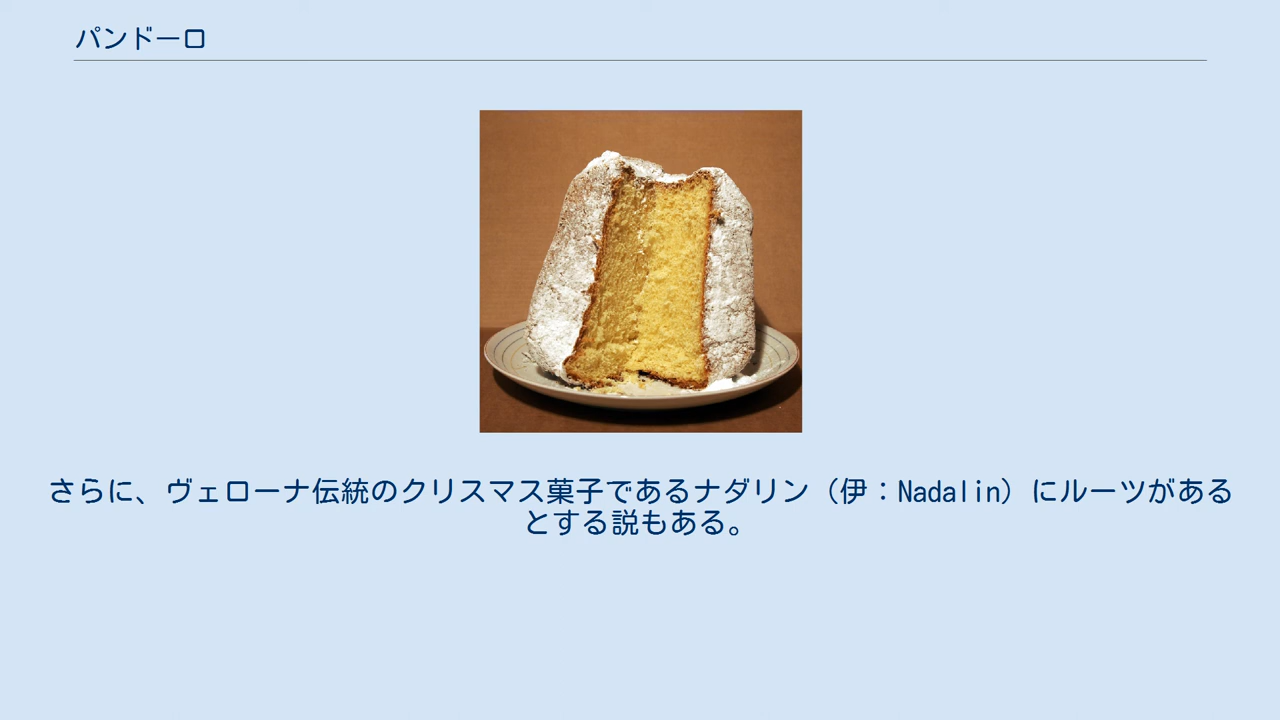 パンドーロ
さらに、ヴェローナ伝統のクリスマス菓子であるナダリン（伊：Nadalin）にルーツがある
とする説もある。